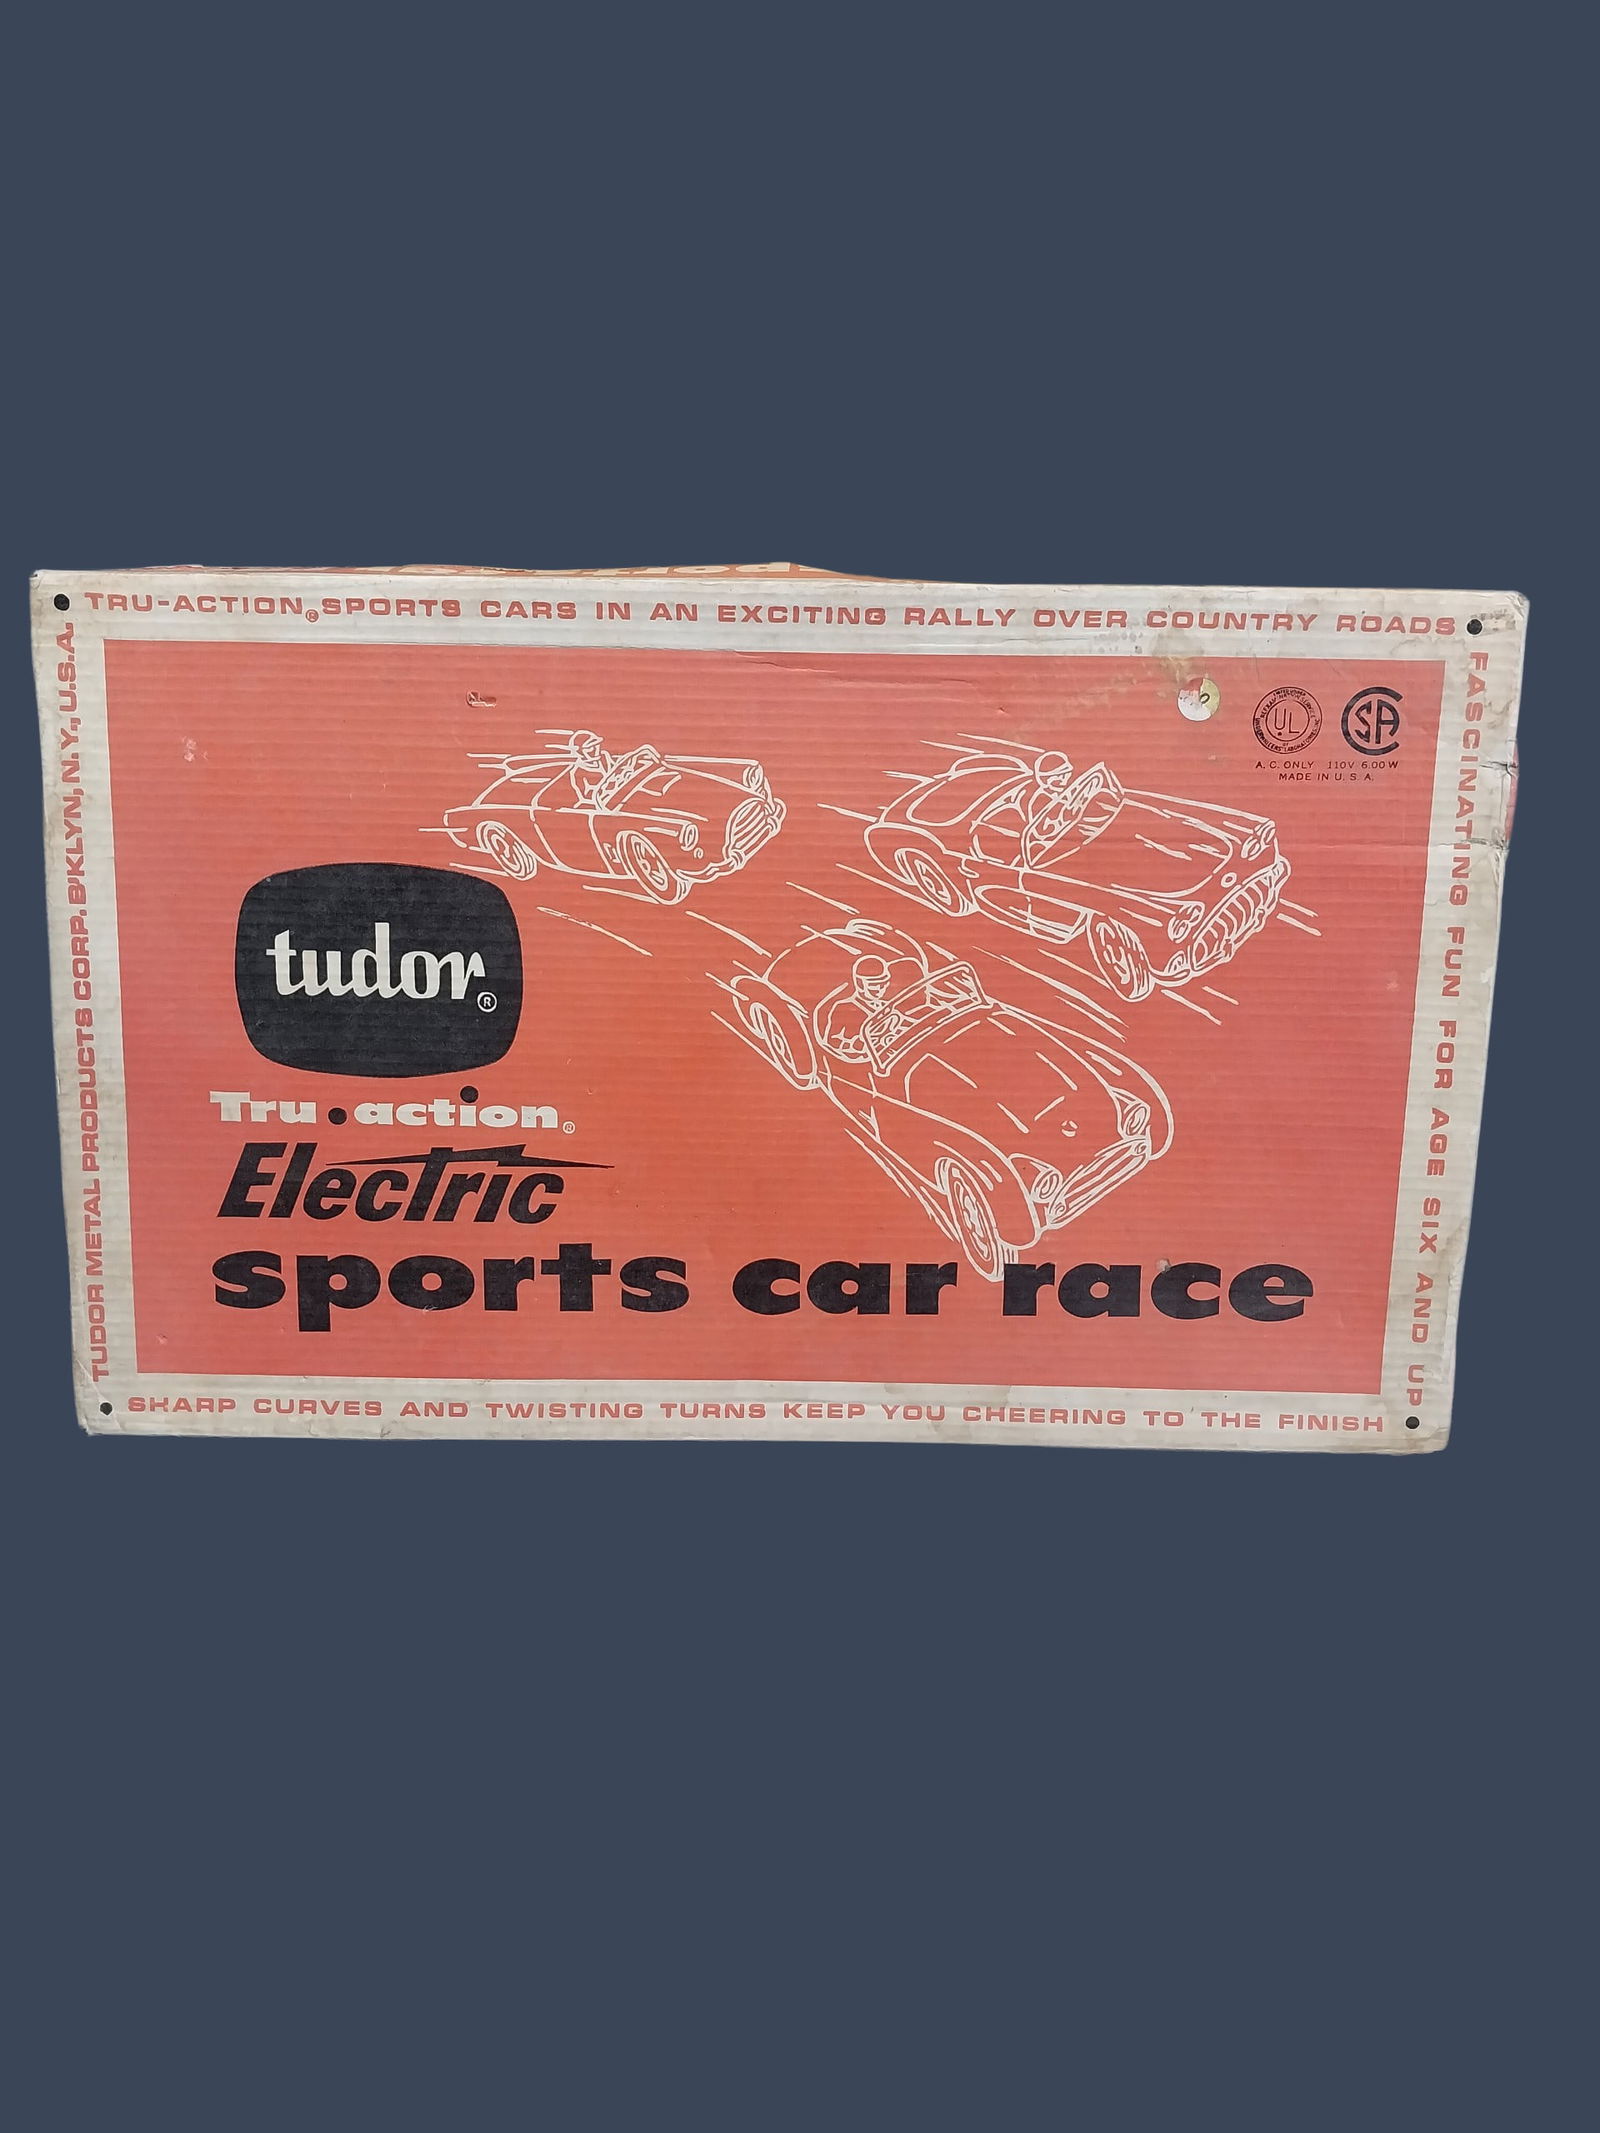 TRU-ACTION® SPORTS CARS IN AN EXCITING RALLY OVER COUNTRY ROADS
FASCINATING FUN FOR AGE SIX AND UP
SHARP CURVES AND TWISTING TURNS KEEP YOU CHEERING TO THE FINISH
TUDOR METAL PRODUCTS CORP. B'KLYN, N.Y., U.S.A.
UL
SA
A.C. ONLY 110V 6.00 W
MADE IN U.S.A.
tudor®
Tru•action®
Electric
sports car race